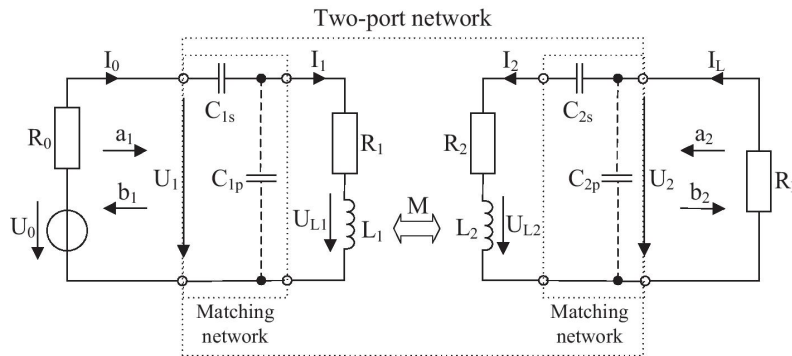 Two-port network
I0
I1
I2
IL
C1s
C2s
R0
a1
b1
U1
C1p
R1
R2
C2p
U2
a2
b2
U0
UL1
L1
M
L2
UL2
Matching
network
Matching
network